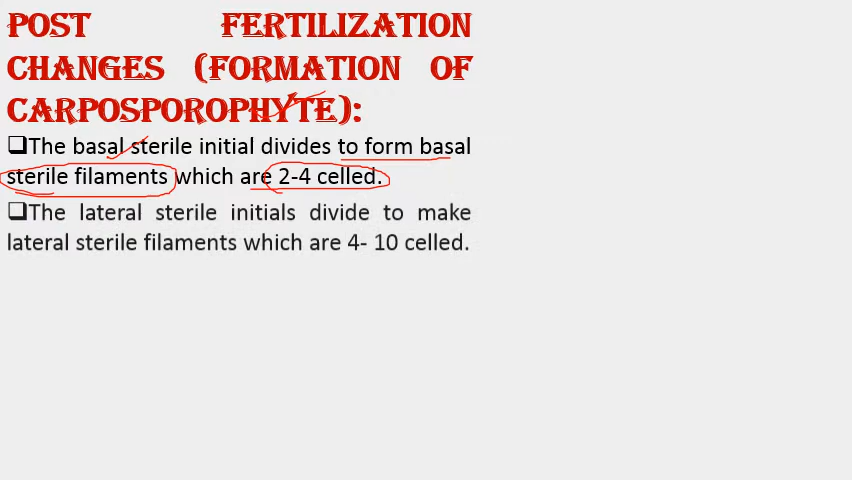 POST FERTILIZATION
CHANGES (FORMATION OF
CARPOSPOROPHYTE):
❑The basal sterile initial divides to form basal
sterile filaments which are 2-4 celled.
❑The lateral sterile initials divide to make
lateral sterile filaments which are 4- 10 celled.